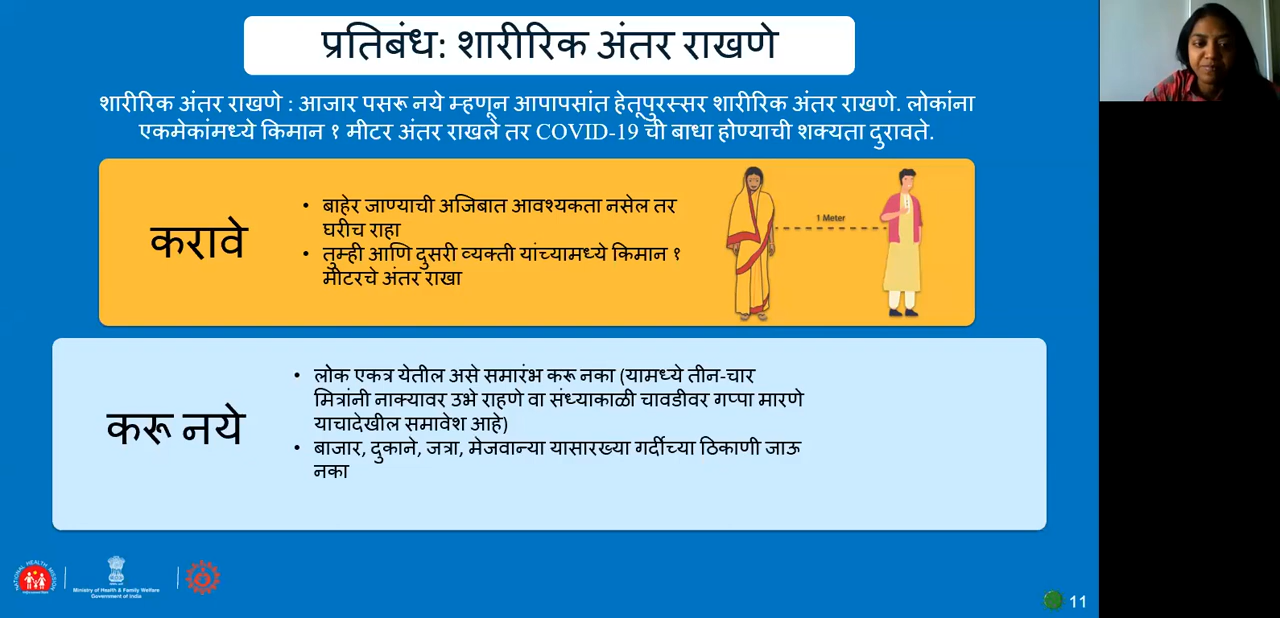 प्रतिबंध: शारीरिक अंतर राखणे
शारीरिक अंतर राखणे : आजार पसरू नये म्हणून आपापसांत हेतूपुरस्सर शारीरिक अंतर राखणे. लोकांना
एकमेकांमध्ये किमान १ मीटर अंतर राखले तर COVID-19 ची बाधा होण्याची शक्यता दुरावते.
करावे
• बाहेर जाण्याची अजिबात आवश्यकता नसेल तर
घरीच राहा
• तुम्ही आणि दुसरी व्यक्ती यांच्यामध्ये किमान १
मीटरचे अंतर राखा
1 Meter
करू नये
• लोक एकत्र येतील असे समारंभ करू नका (यामध्ये तीन-चार
मित्रांनी नाक्यावर उभे राहणे वा संध्याकाळी चावडीवर गप्पा मारणे
याचादेखील समावेश आहे)
• बाजार, दुकाने, जत्रा, मेजवान्या यासारख्या गर्दीच्या ठिकाणी जाऊ
नका
NATIONAL HEALTH MISSION
Ministry of Health & Family Welfare
Government of India
11